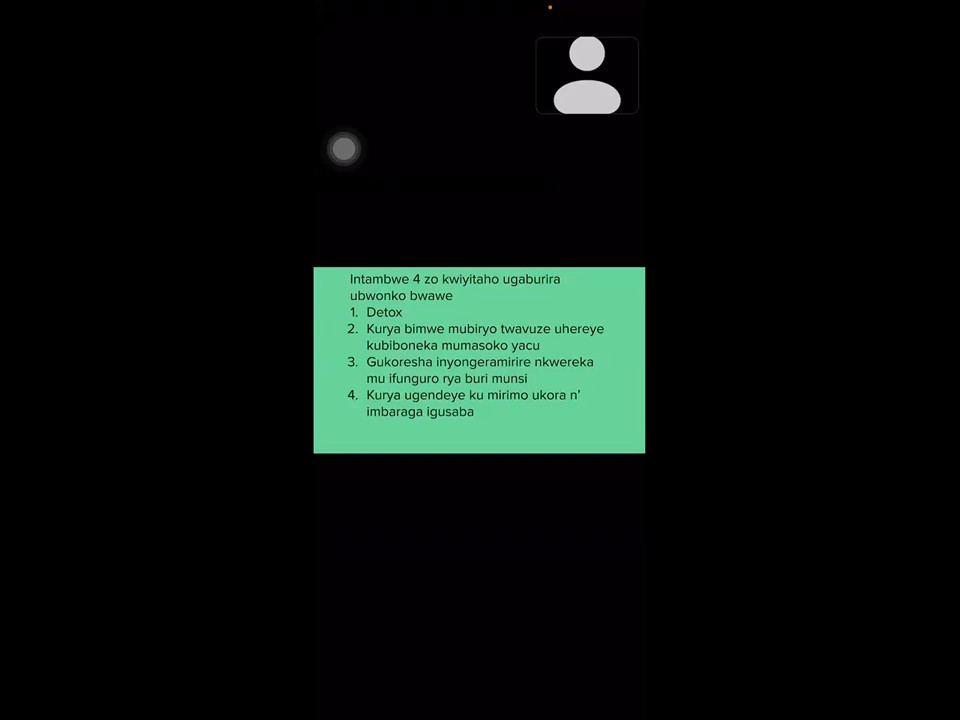 Intambwe 4 zo kwiyitaho ugaburira
ubwonko bwawe
1. Detox
2. Kurya bimwe mubiryo twavuze uhereye
kubiboneka mumasoko yacu
3. Gukoresha inyongeramirire nkwereka
mu ifunguro rya buri munsi
4. Kurya ugendeye ku mirimo ukora n'
imbaraga igusaba